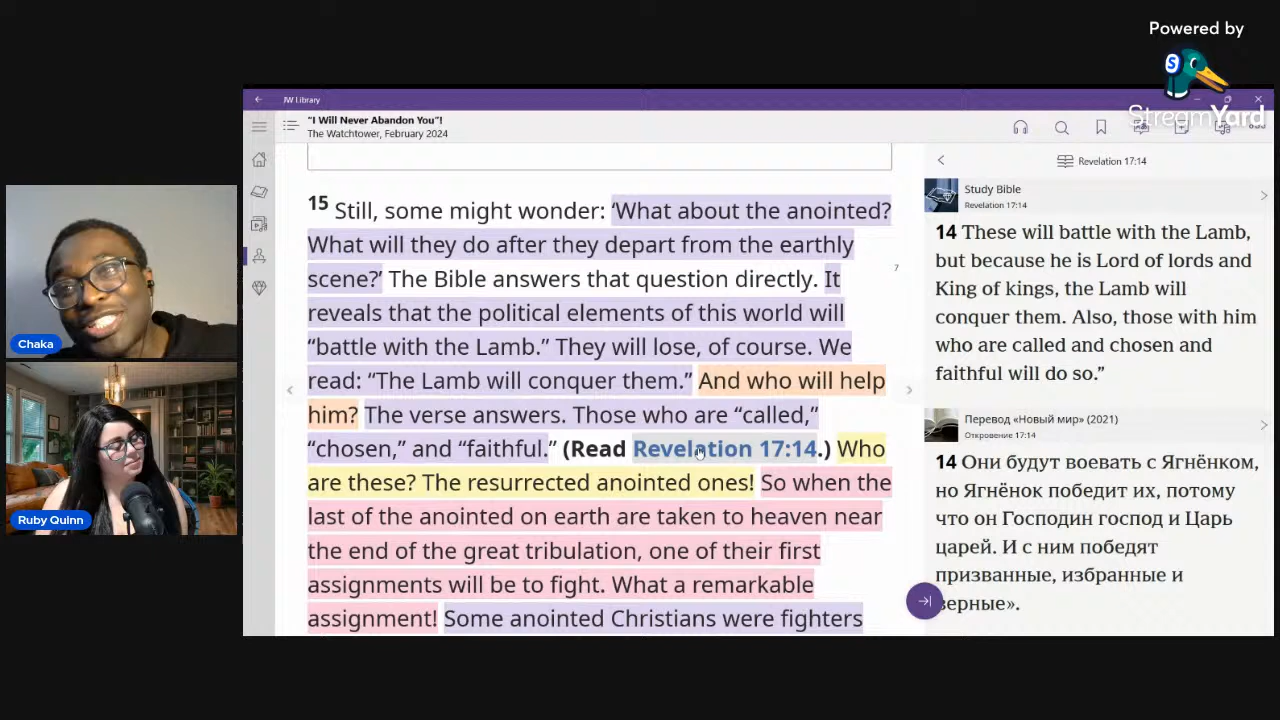 Powered by
S
StreamYard
JW Library
"I Will Never Abandon You"!
The Watchtower, February 2024
15 Still, some might wonder: ‘What about the anointed?
What will they do after they depart from the earthly
scene?’ The Bible answers that question directly. It
reveals that the political elements of this world will
“battle with the Lamb.” They will lose, of course. We
read: “The Lamb will conquer them.” And who will help
him? The verse answers. Those who are “called,”
“chosen,” and “faithful.” (Read Revelation 17:14.) Who
are these? The resurrected anointed ones! So when the
last of the anointed on earth are taken to heaven near
the end of the great tribulation, one of their first
assignments will be to fight. What a remarkable
assignment! Some anointed Christians were fighters
7
Revelation 17:14
Study Bible
Revelation 17:14
14 These will battle with the Lamb,
but because he is Lord of lords and
King of kings, the Lamb will
conquer them. Also, those with him
who are called and chosen and
faithful will do so.”
Перевод «Новый мир» (2021)
Откровение 17:14
14 Они будут воевать с Ягнёнком,
но Ягнёнок победит их, потому
что он Господин господ и Царь
царей. И с ним победят
призванные, избранные и
верные».
Chaka
Ruby Quinn